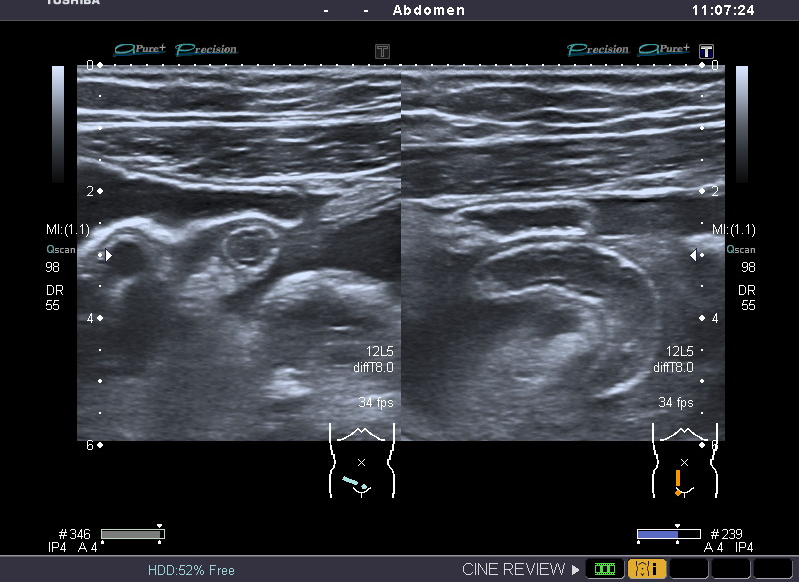 TOSHIBA
- - Abdomen 11:07:24
aPure+ Precision T Precision aPure+ T
0 0
2 2
MI:(1.1) MI:(1.1)
Qscan Qscan
98 98
DR DR
55 55
4 4
12L5 12L5
diffT8.0 diffT8.0
34 fps 34 fps
6 6
#346 #239
IP4 A 4 A 4 IP4
HDD:52% Free CINE REVIEW i